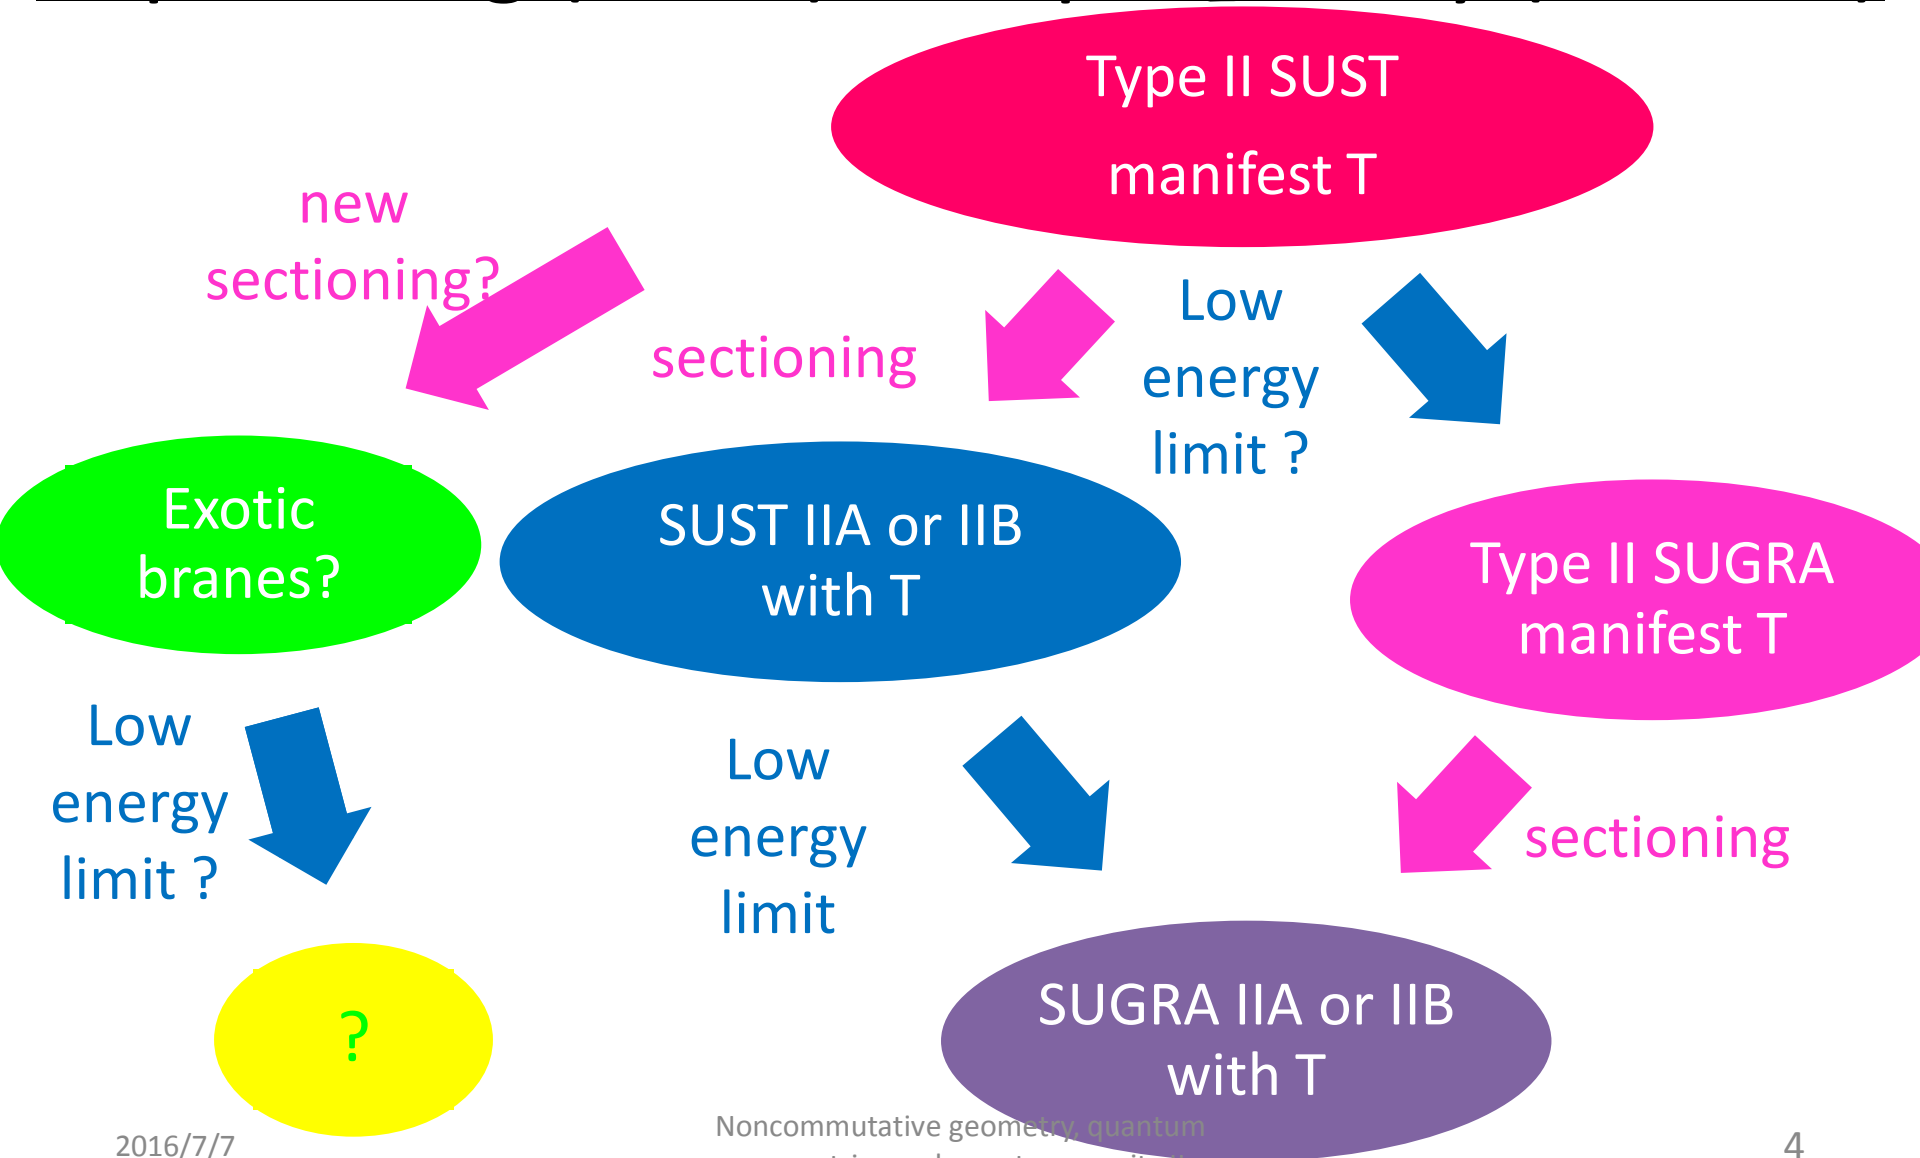 Type II SUST
manifest T
new
sectioning?
sectioning
Low
energy
limit ?
Exotic
branes?
SUST IIA or IIB
with T
Type II SUGRA
manifest T
Low
energy
limit ?
Low
energy
limit
sectioning
?
SUGRA IIA or IIB
with T
2016/7/7
Noncommutative geometry, quantum
4